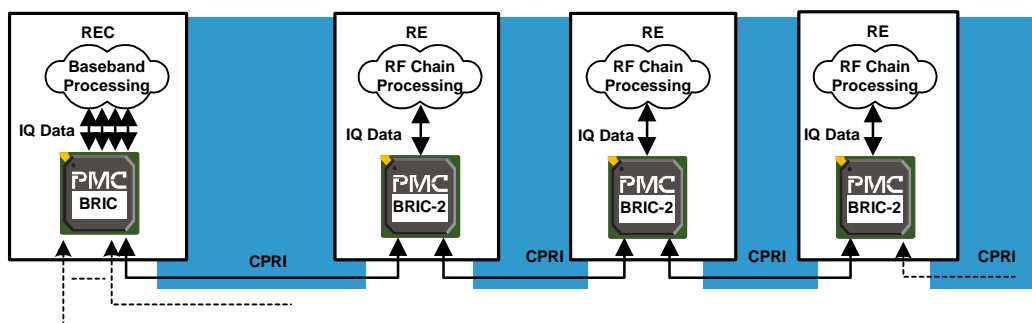 REC
Baseband
Processing
IQ Data
PMC
BRIC
RE
RF Chain
Processing
IQ Data
PMC
BRIC-2
RE
RF Chain
Processing
IQ Data
PMC
BRIC-2
RE
RF Chain
Processing
IQ Data
PMC
BRIC-2
CPRI
CPRI
CPRI
CPRI